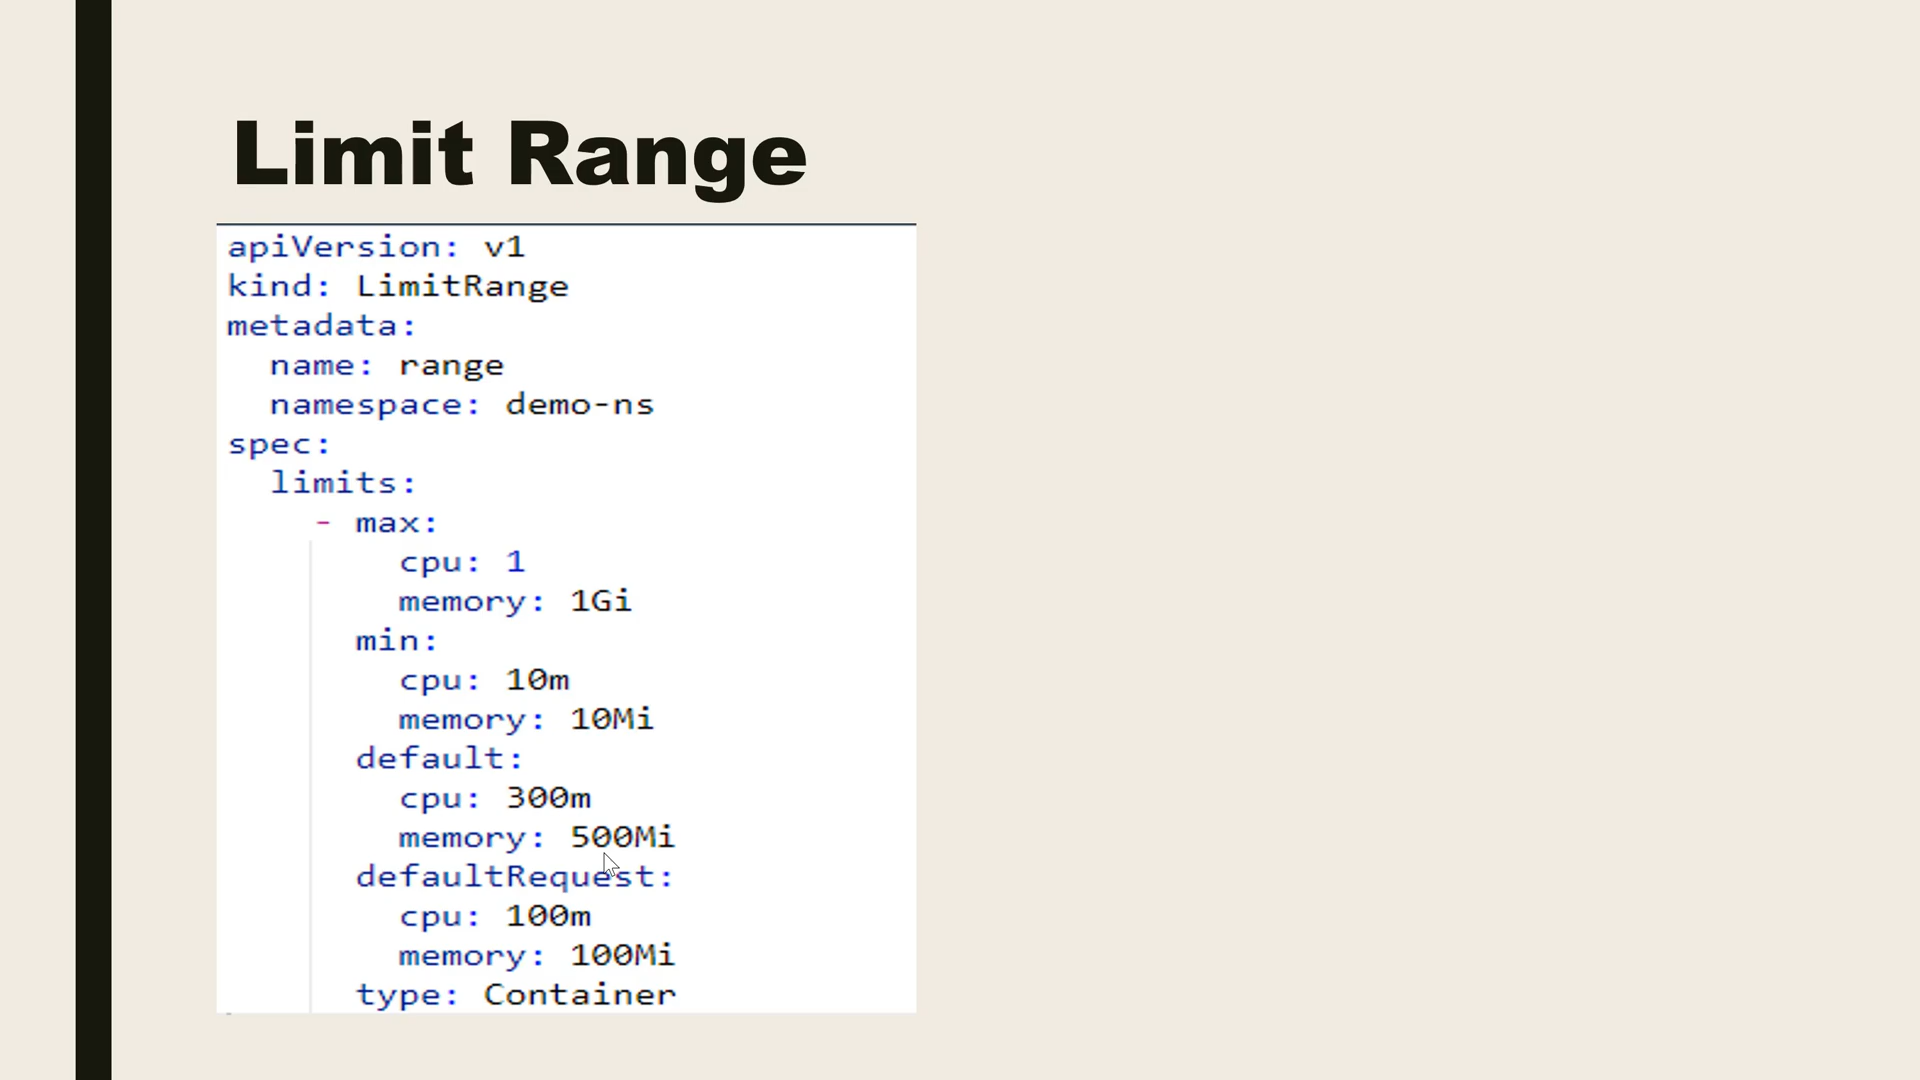 Limit Range
apiVersion: v1
kind: LimitRange
metadata:
  name: range
  namespace: demo-ns
spec:
  limits:
    - max:
        cpu: 1
        memory: 1Gi
      min:
        cpu: 10m
        memory: 10Mi
      default:
        cpu: 300m
        memory: 500Mi
      defaultRequest:
        cpu: 100m
        memory: 100Mi
      type: Container